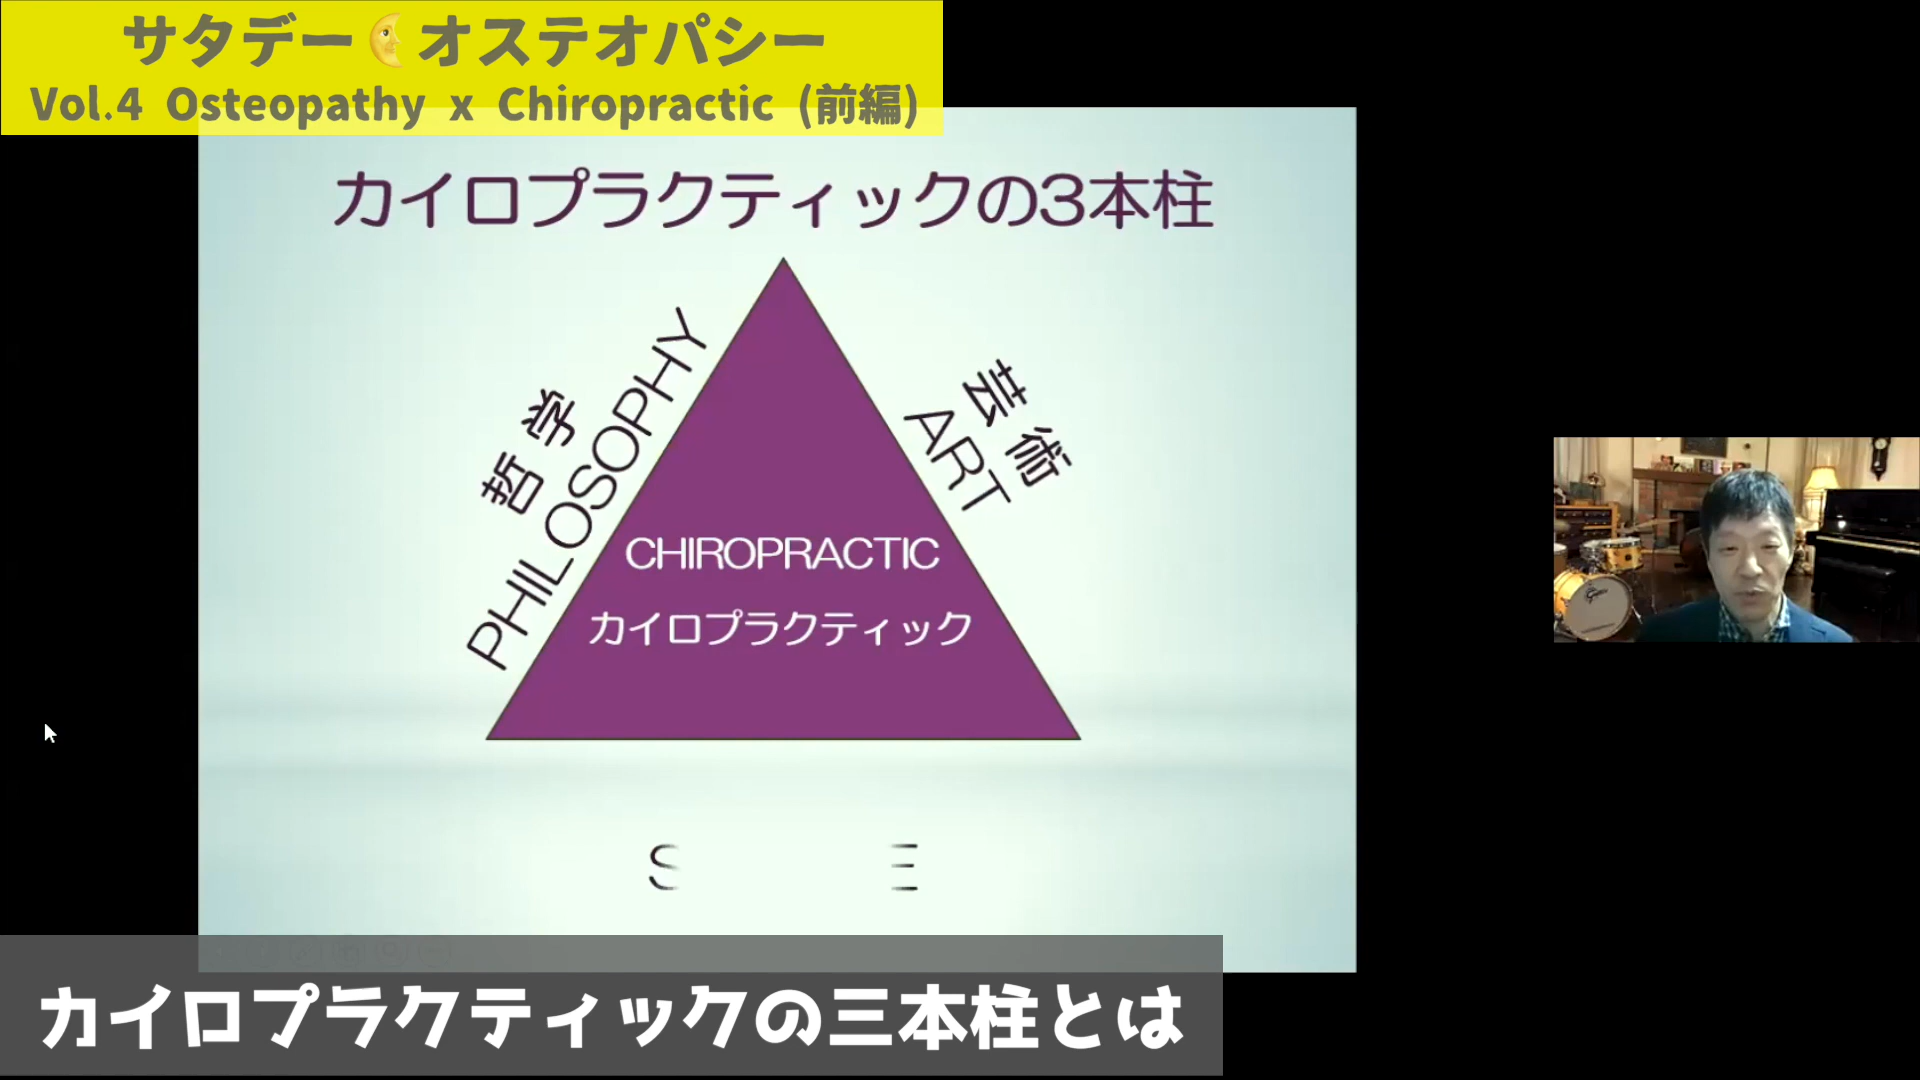 サタデー🌛オステオパシー
Vol.4 Osteopathy x Chiropractic (前編)
カイロプラクティックの3本柱
哲学
PHILOSOPHY
芸術
ART
CHIROPRACTIC
カイロプラクティック
S E
カイロプラクティックの三本柱とは